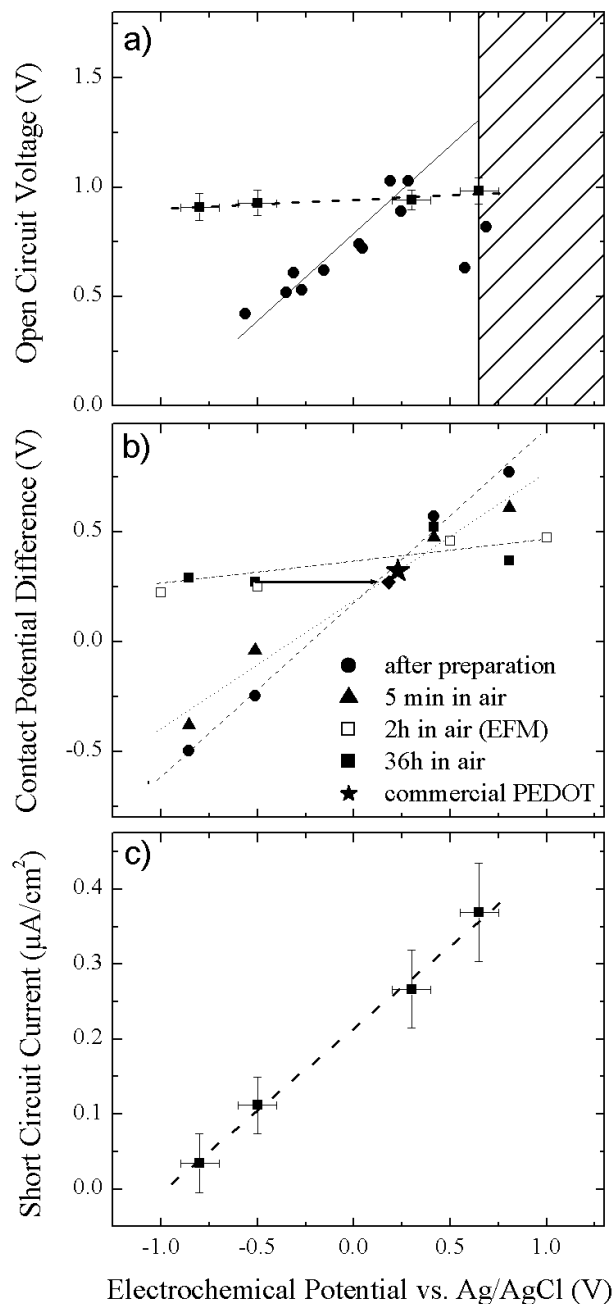 a)
Open Circuit Voltage (V)
1.5
1.0
0.5
0.0
b)
Contact Potential Difference (V)
0.5
0.0
-0.5
after preparation
5 min in air
2h in air (EFM)
36h in air
commercial PEDOT
c)
Short Circuit Current (μA/cm²)
0.4
0.3
0.1
0.0
-1.0 -0.5 0.0 0.5 1.0
Electrochemical Potential vs. Ag/AgCl (V)